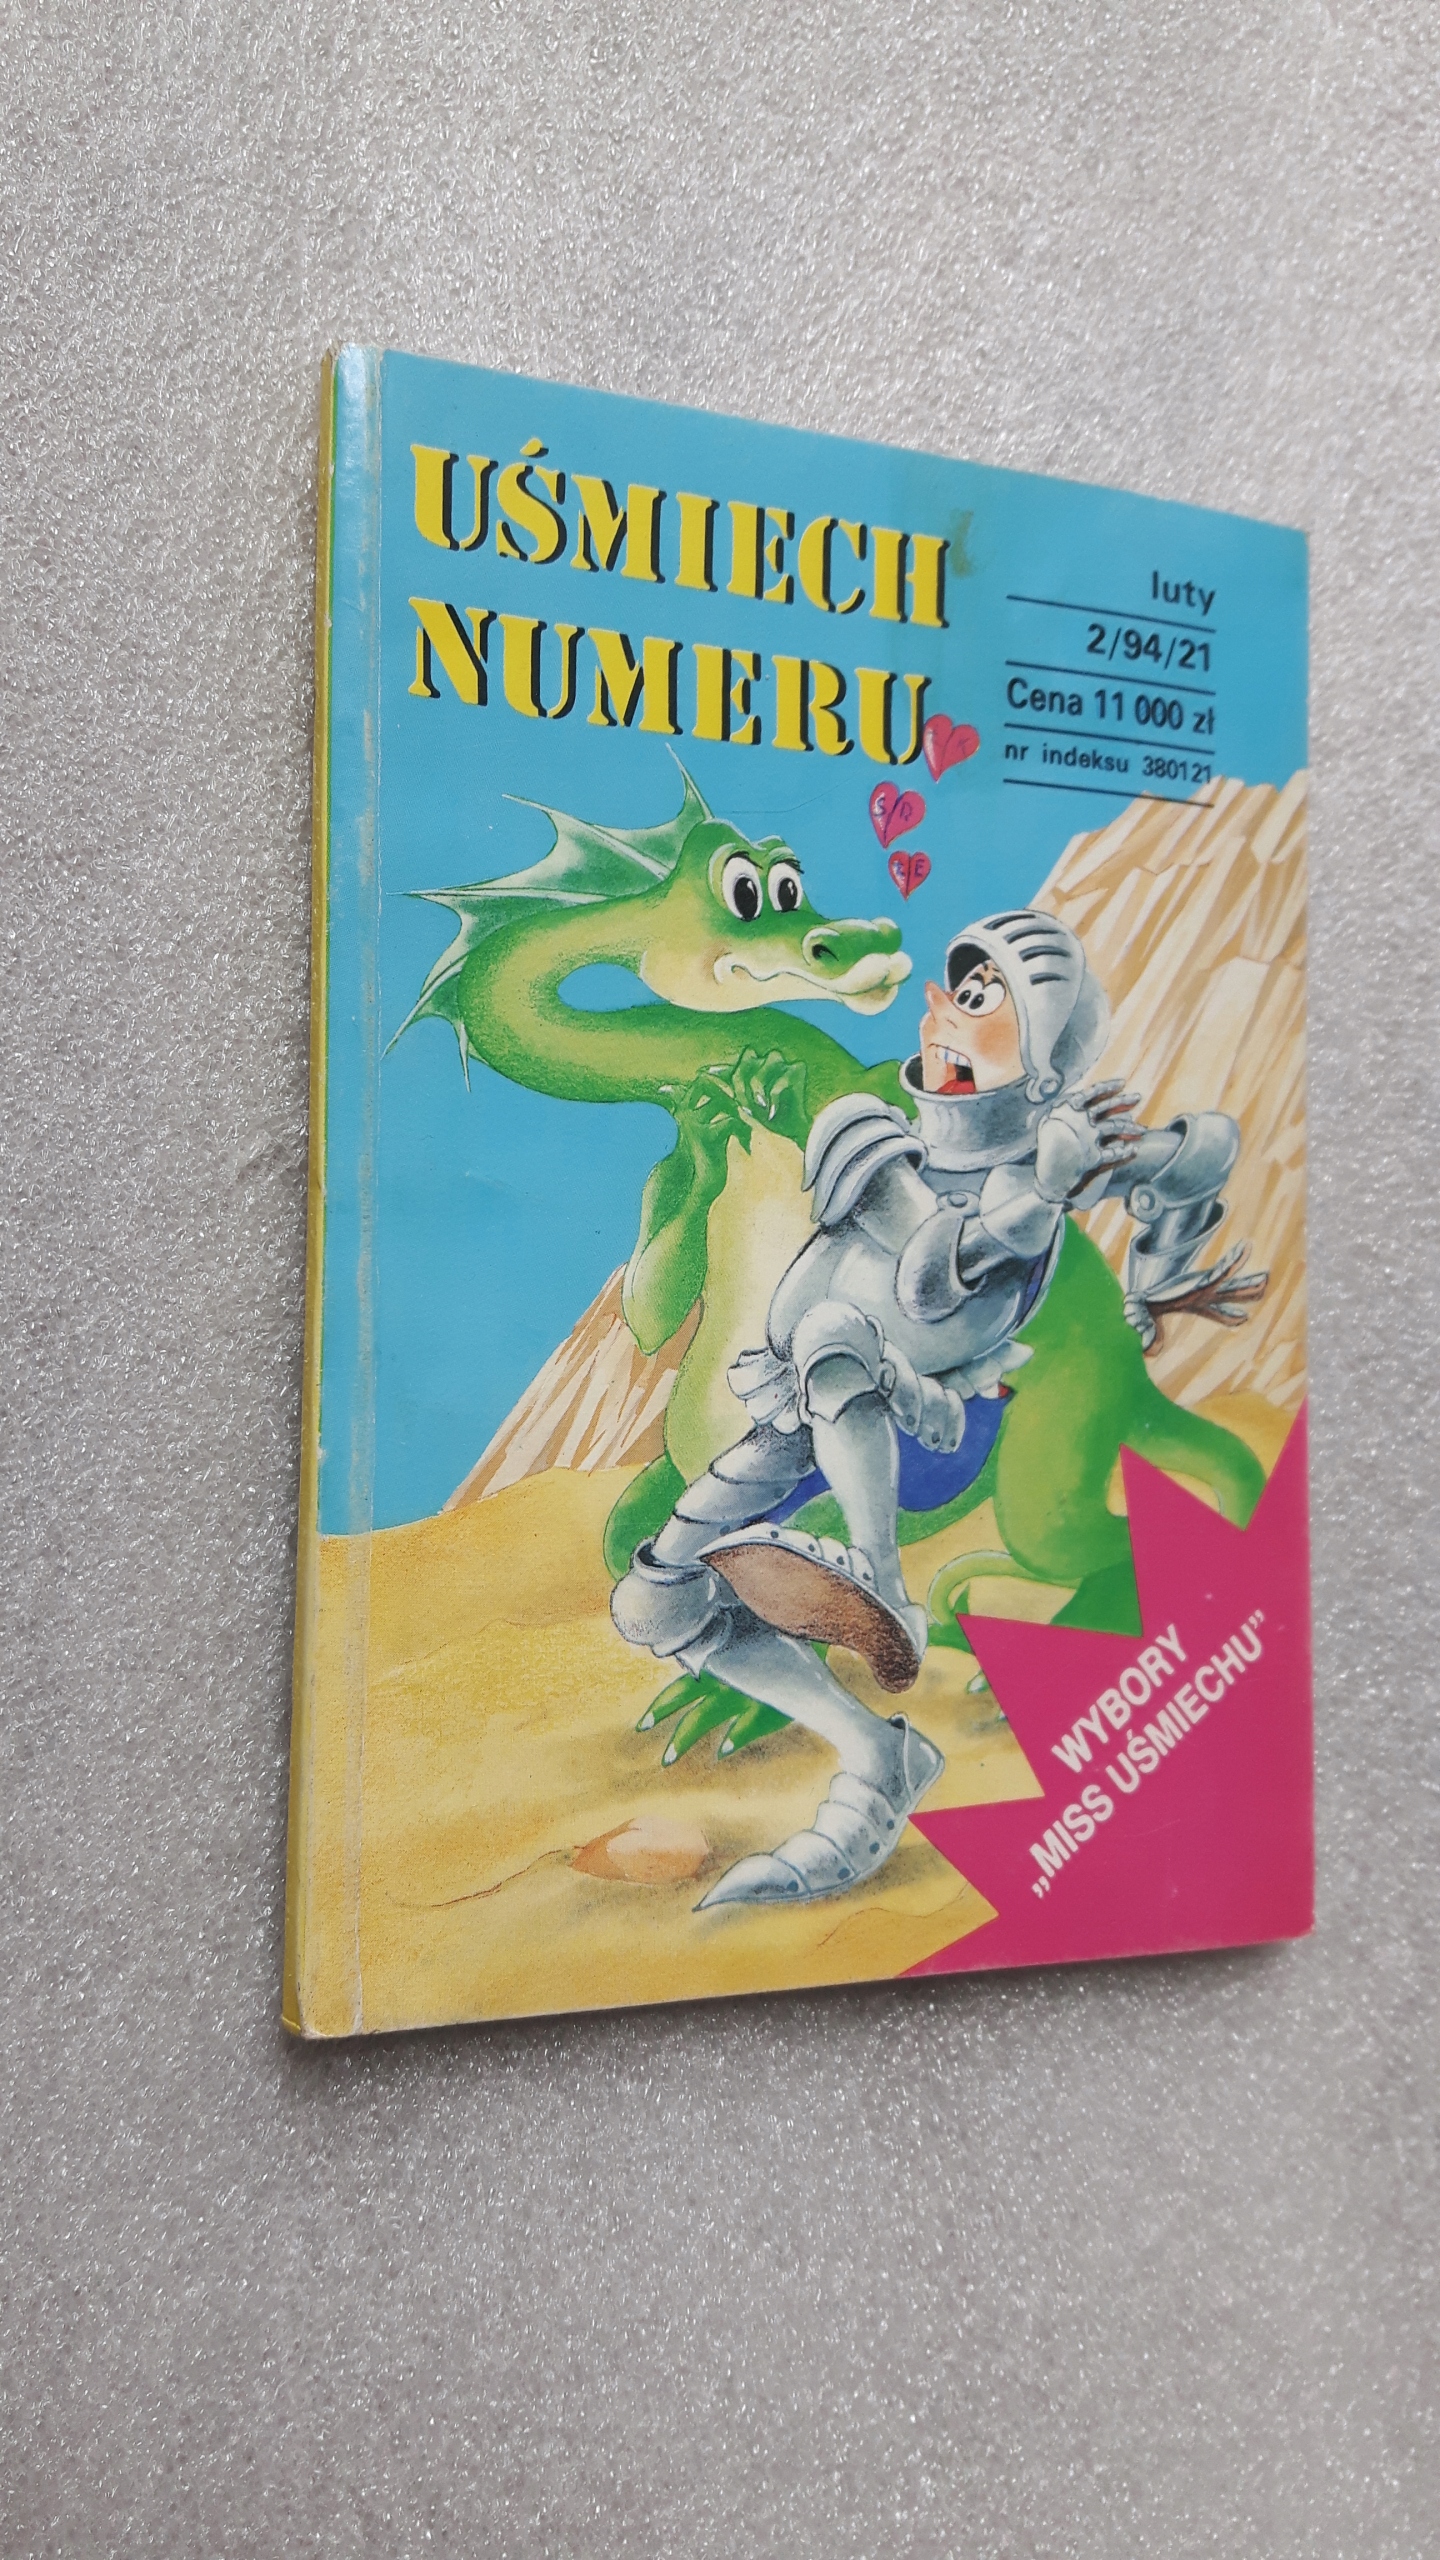 UŚMIECH
NUMERU
luty
2/94/21
Cena 11 000 zł
nr indeksu 380121
S R
Ł E
WYBORY
„MISS UŚMIECHU”